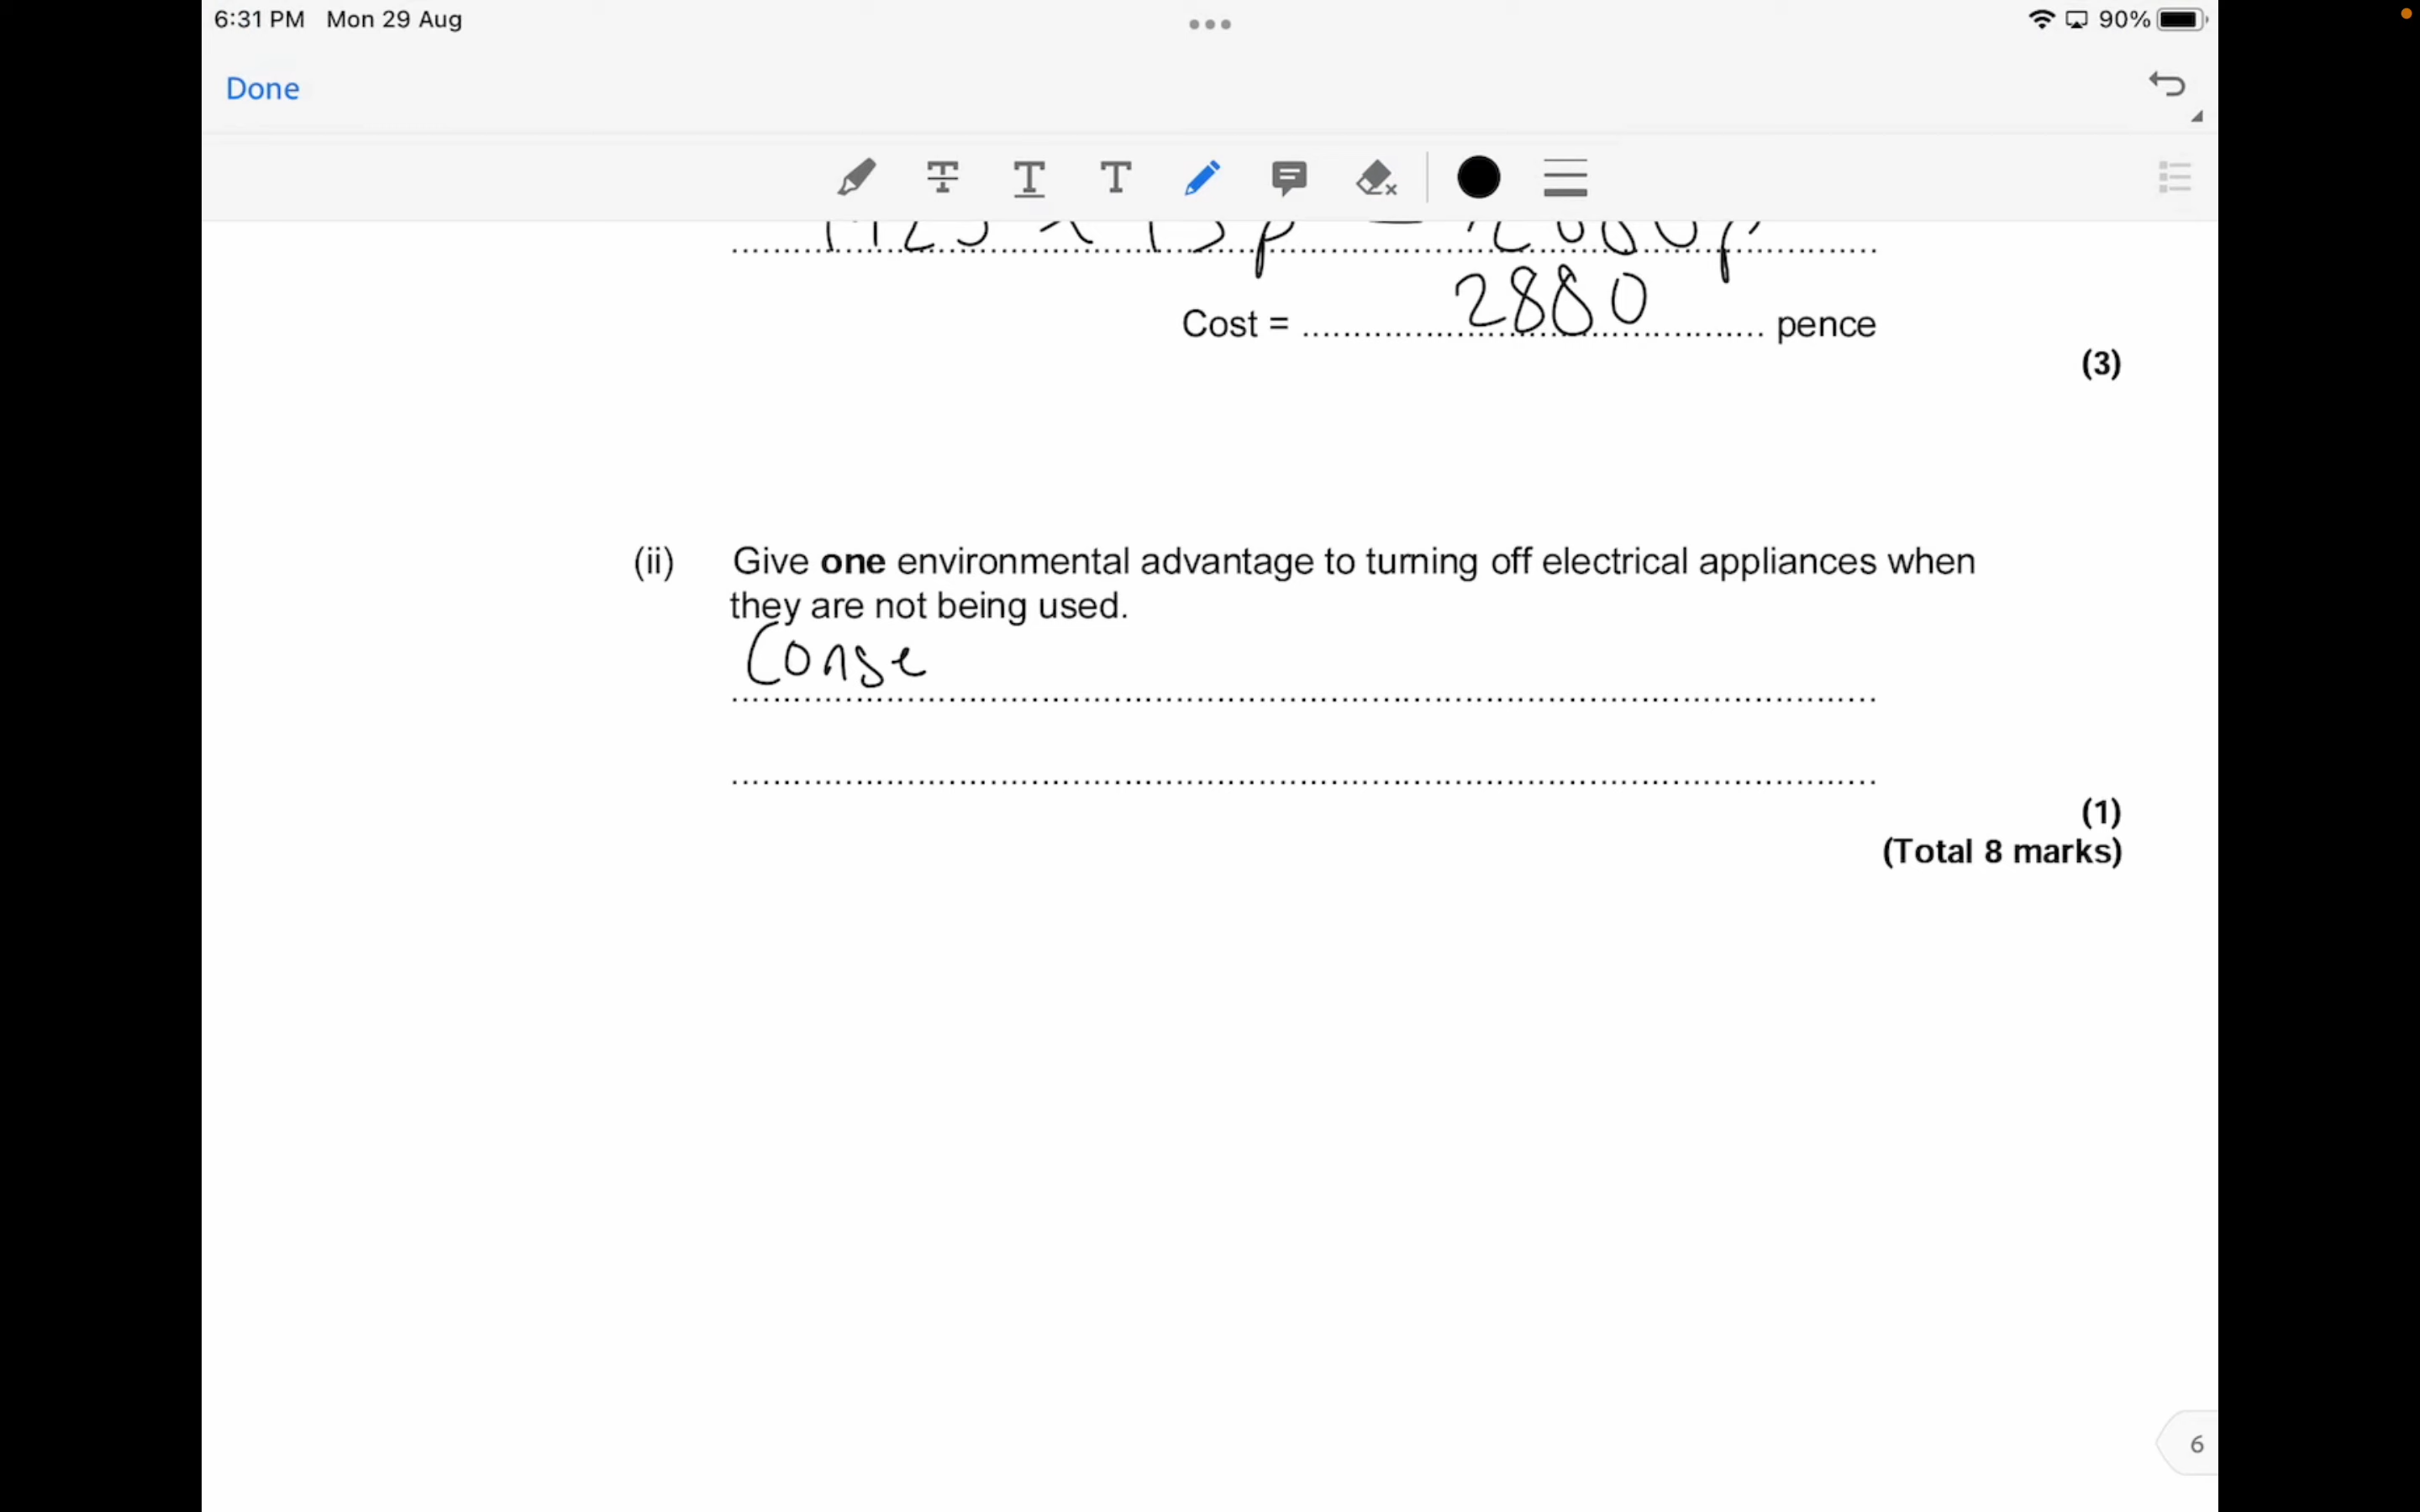 6:31 PM Mon 29 Aug 90%
Done
T T T
Cost = 2880 pence
(3)
(ii) Give one environmental advantage to turning off electrical appliances when
they are not being used.
Conse
(1)
(Total 8 marks)
6